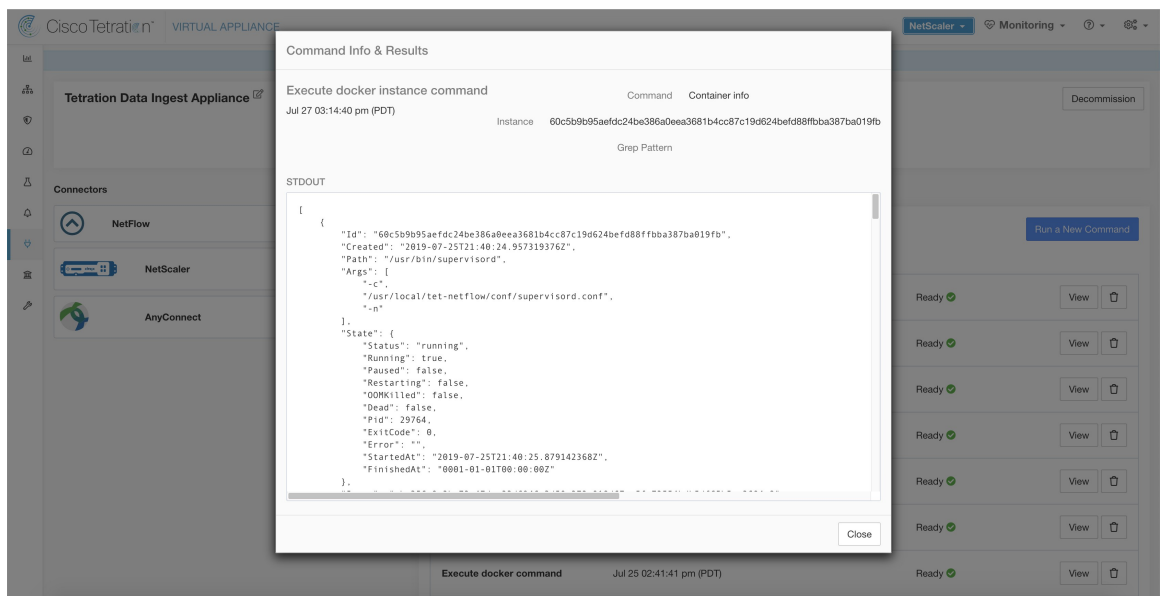 Cisco Tetration™ VIRTUAL APPLIANCE
NetScaler
Monitoring
Tetration Data Ingest Appliance
Decommission
Connectors
NetFlow
NetScaler
AnyConnect
Run a New Command
Command Info & Results
Execute docker instance command
Jul 27 03:14:40 pm (PDT)
Command Container info
Instance 60c5b9b95aefdc24be386a0eea3681b4cc87c19d624befd88ffbba387ba019fb
Grep Pattern
STDOUT
[
{
"Id": "60c5b9b95aefdc24be386a0eea3681b4cc87c19d624befd88ffbba387ba019fb",
"Created": "2019-07-25T21:40:24.957319376Z",
"Path": "/usr/bin/supervisord",
"Args": [
"-c",
"/usr/local/tet-netflow/conf/supervisord.conf",
"-n"
],
"State": {
"Status": "running",
"Running": true,
"Paused": false,
"Restarting": false,
"OOMKilled": false,
"Dead": false,
"Pid": 29764,
"ExitCode": 0,
"Error": "",
"StartedAt": "2019-07-25T21:40:25.879142368Z",
"FinishedAt": "0001-01-01T00:00:00Z"
},
Close
Ready View
Ready View
Ready View
Ready View
Ready View
Ready View
Execute docker command Jul 25 02:41:41 pm (PDT) Ready View